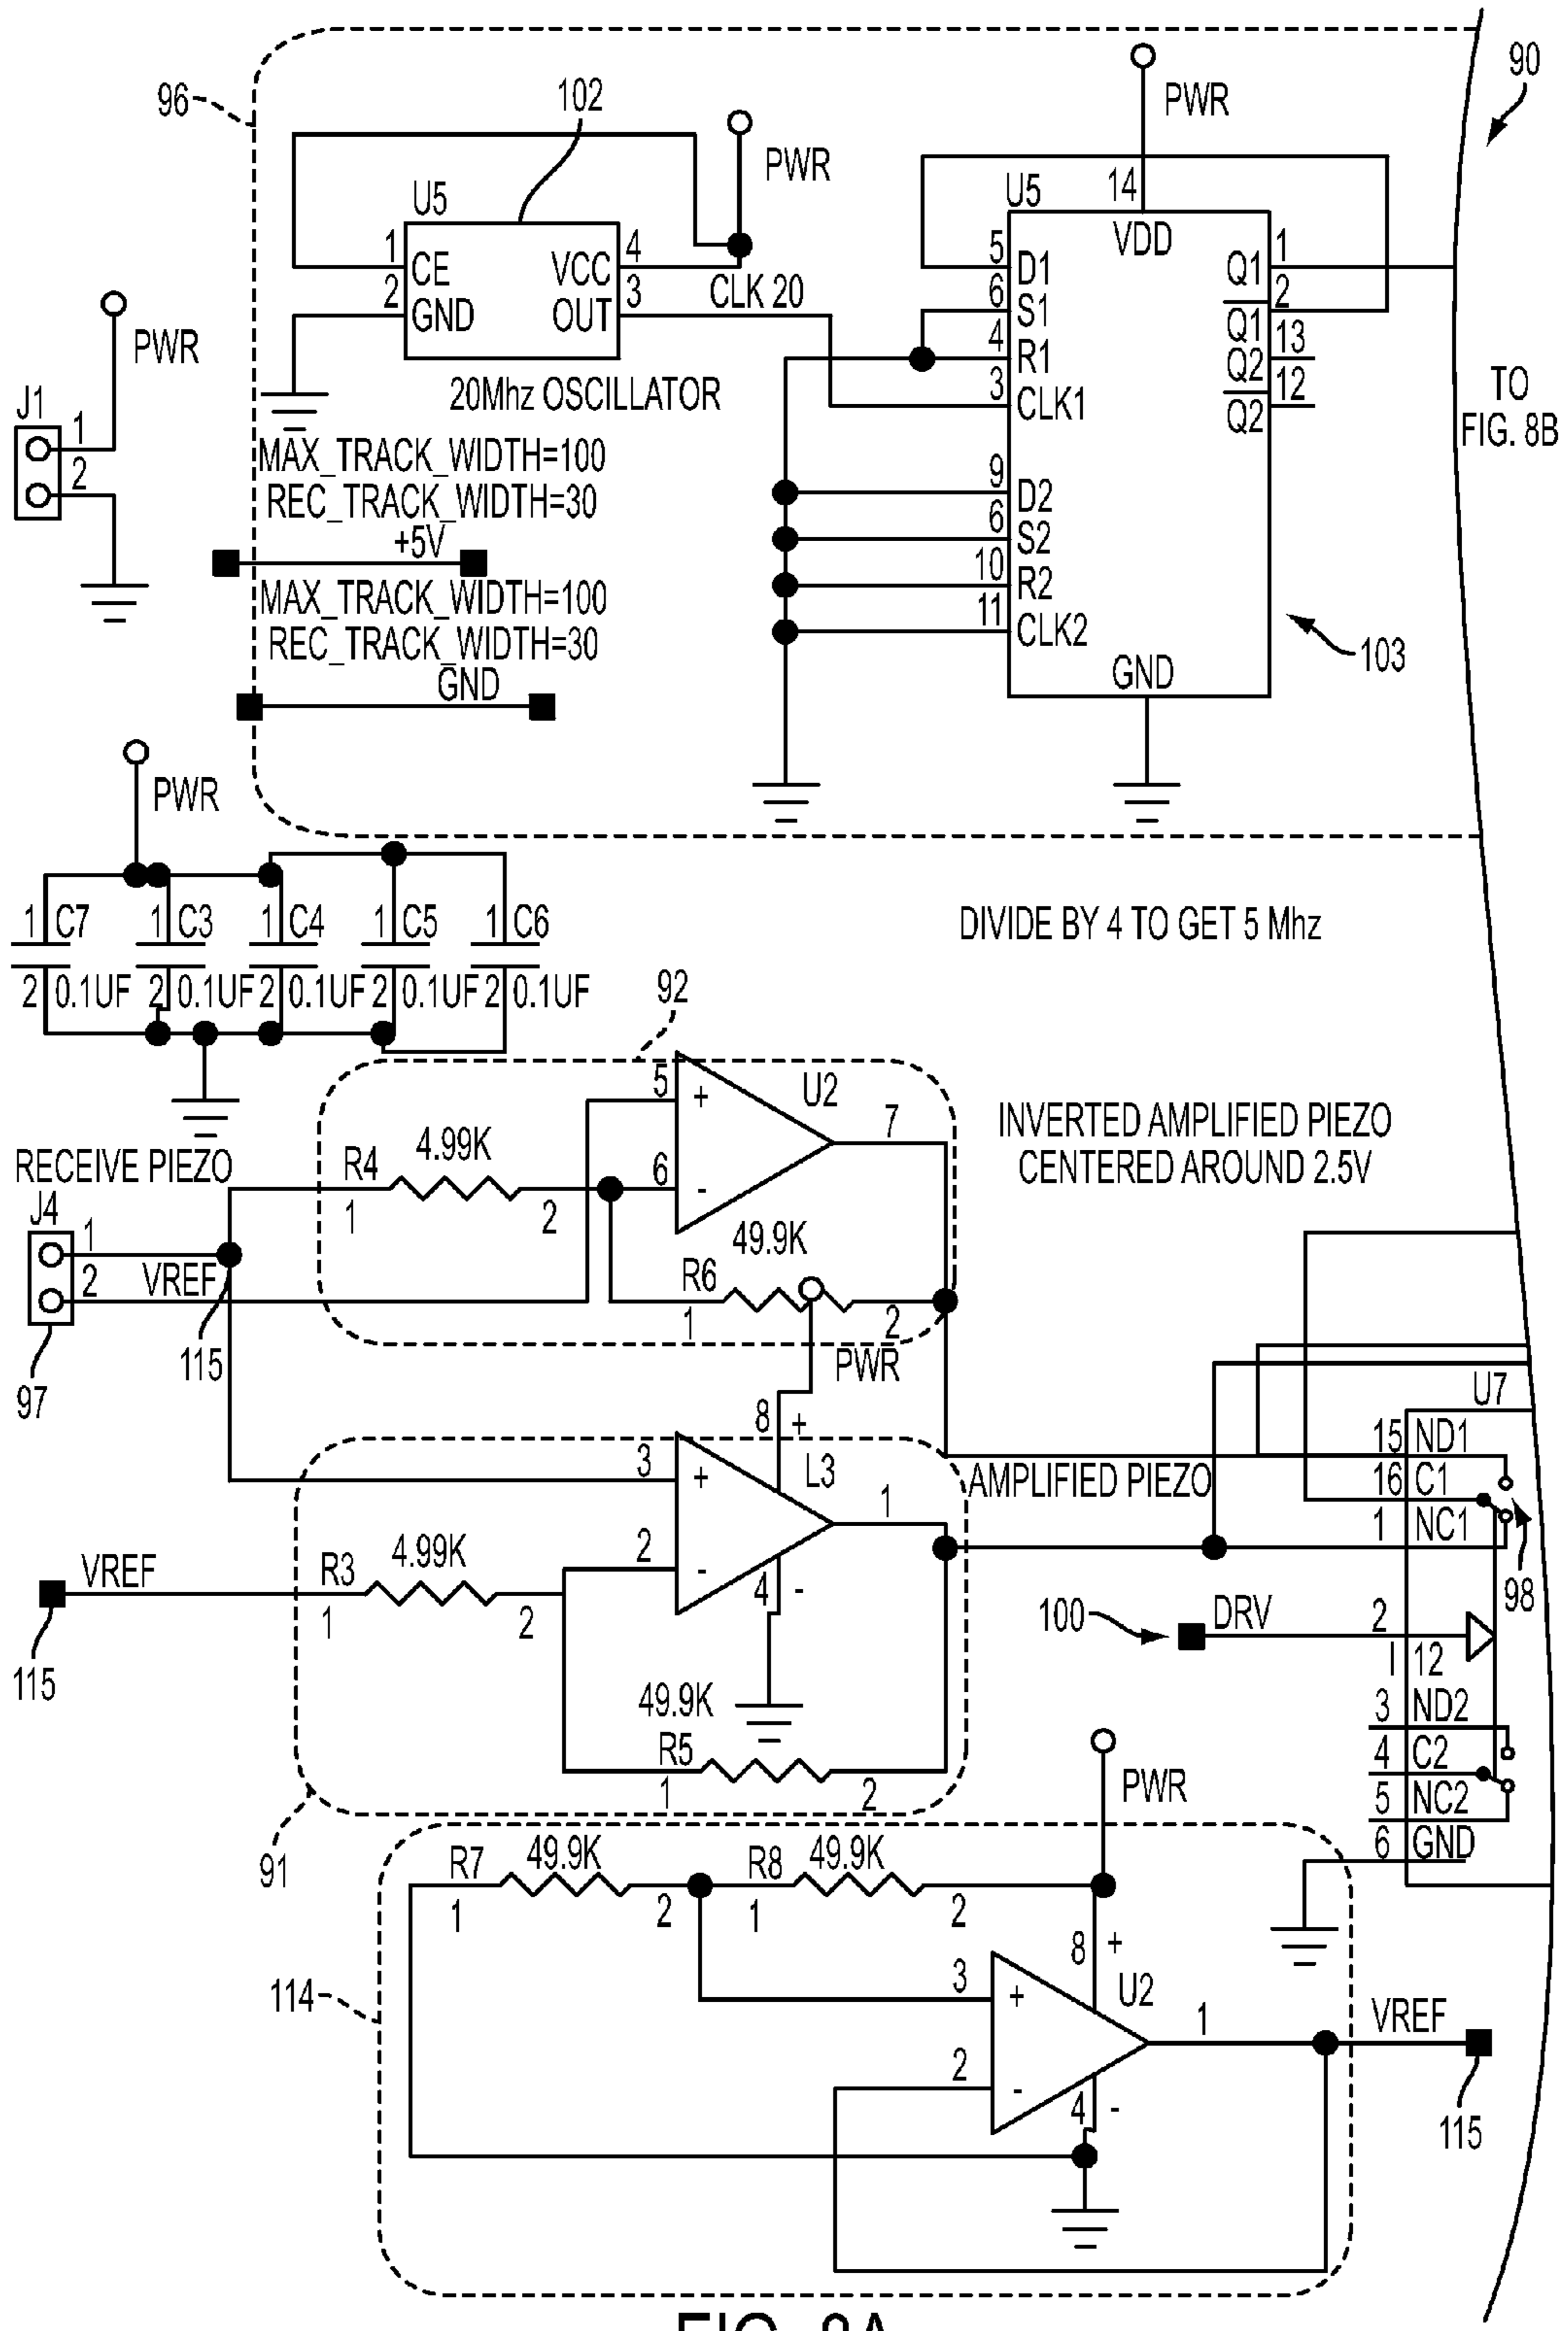 90
96
102
PWR
PWR
U5
1 CE
2 GND
VCC 4
OUT 3
CLK 20
20Mhz OSCILLATOR
U5
14
VDD
5 D1
6 S1
4 R1
3 CLK1
9 D2
6 S2
10 R2
11 CLK2
GND
Q1 1
Q1 2
Q2 13
Q2 12
103
TO
FIG. 8B
PWR
J1
1
2
MAX_TRACK_WIDTH=100
REC_TRACK_WIDTH=30
+5V
MAX_TRACK_WIDTH=100
REC_TRACK_WIDTH=30
GND
PWR
1 C7 1 C3 1 C4 1 C5 1 C6
2 0.1UF 2 0.1UF 2 0.1UF 2 0.1UF 2 0.1UF
DIVIDE BY 4 TO GET 5 Mhz
92
RECEIVE PIEZO
J4
1
2
VREF
97
115
R4 4.99K
1 2
5 +
6 -
U2
7
49.9K
R6
1 2
PWR
INVERTED AMPLIFIED PIEZO
CENTERED AROUND 2.5V
8 +
3 +
L3
1
2 -
4 -
VREF
115
R3 4.99K
1 2
49.9K
R5
1 2
91
AMPLIFIED PIEZO
U7
15 ND1
16 C1
1 NC1
98
100
DRV
2
I 12
3 ND2
4 C2
5 NC2
6 GND
PWR
R7 49.9K R8 49.9K
1 2 1 2
114
8 +
3 +
U2
1
2 -
4 -
VREF
115
FIG. 8A